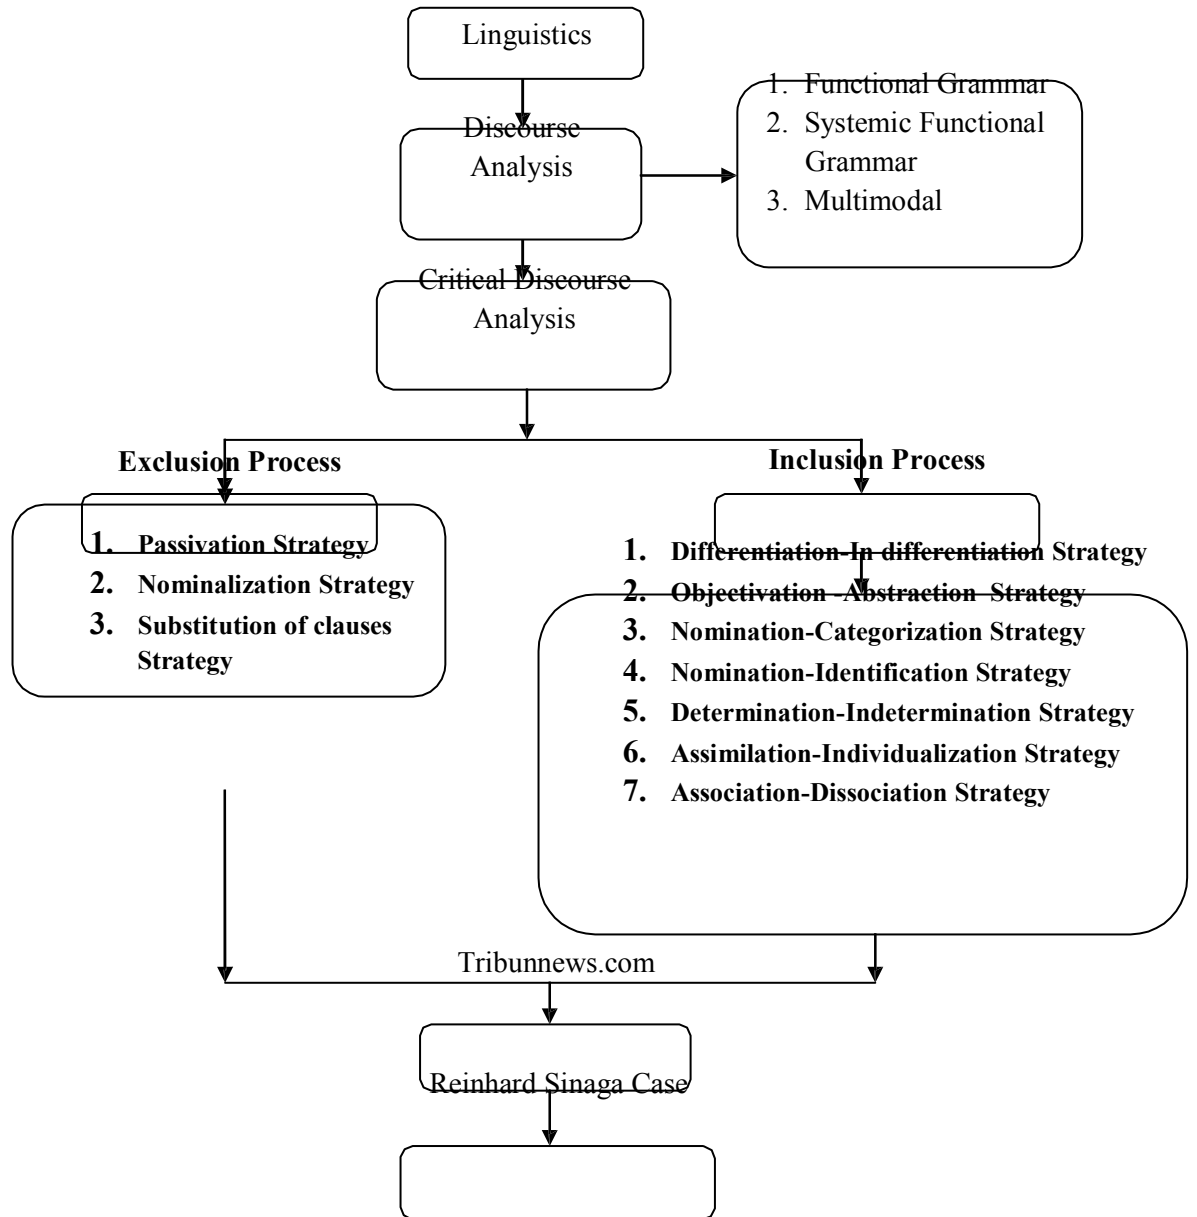 Linguistics
Discourse
Analysis
1. Functional Grammar
2. Systemic Functional
Grammar
3. Multimodal
Critical Discourse
Analysis
Exclusion Process
1. Passivation Strategy
2. Nominalization Strategy
3. Substitution of clauses
Strategy
Inclusion Process
1. Differentiation-In differentiation Strategy
2. Objectivation -Abstraction Strategy
3. Nomination-Categorization Strategy
4. Nomination-Identification Strategy
5. Determination-Indetermination Strategy
6. Assimilation-Individualization Strategy
7. Association-Dissociation Strategy
Tribunnews.com
Reinhard Sinaga Case